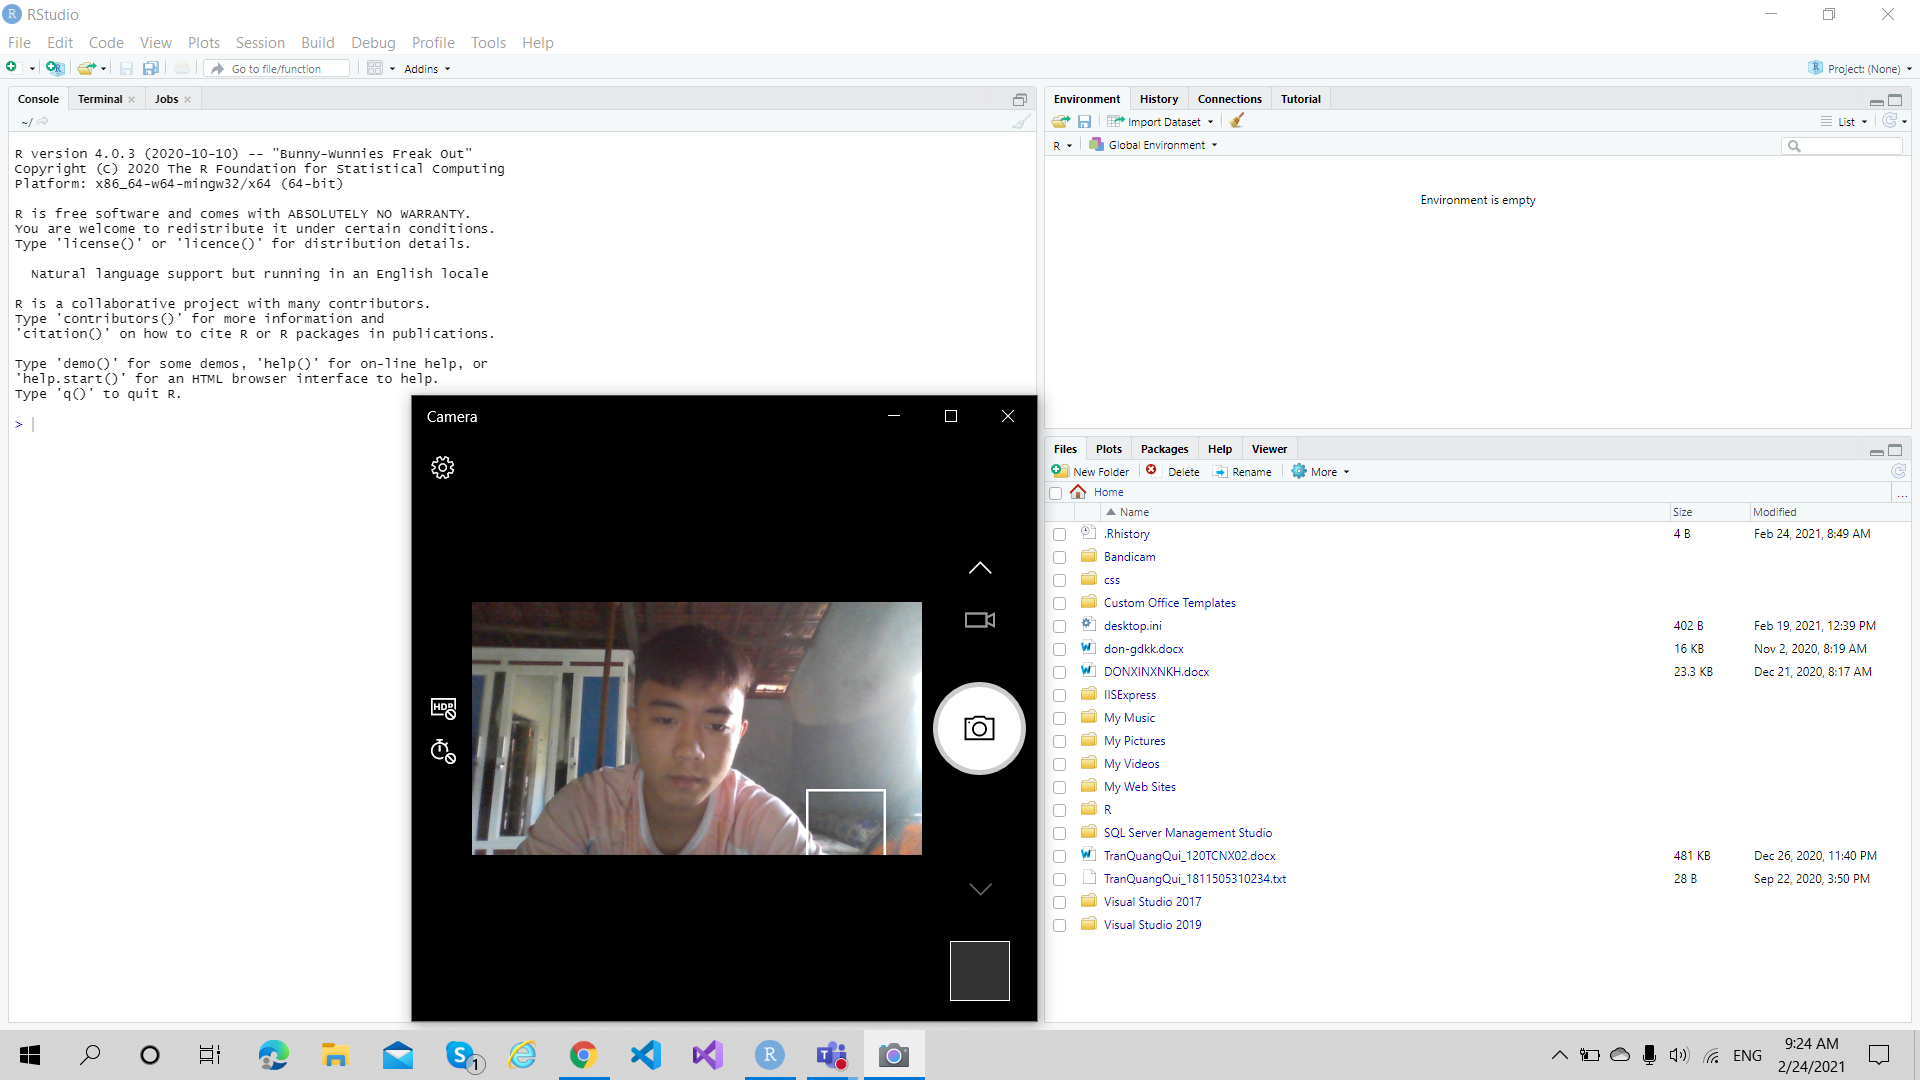 RStudio
File Edit Code View Plots Session Build Debug Profile Tools Help
Go to file/function Addins Project: (None)
Console Terminal Jobs
~/
R version 4.0.3 (2020-10-10) -- "Bunny-Wunnies Freak Out"
Copyright (C) 2020 The R Foundation for Statistical Computing
Platform: x86_64-w64-mingw32/x64 (64-bit)
R is free software and comes with ABSOLUTELY NO WARRANTY.
You are welcome to redistribute it under certain conditions.
Type 'license()' or 'licence()' for distribution details.
Natural language support but running in an English locale
R is a collaborative project with many contributors.
Type 'contributors()' for more information and
'citation()' on how to cite R or R packages in publications.
Type 'demo()' for some demos, 'help()' for on-line help, or
'help.start()' for an HTML browser interface to help.
Type 'q()' to quit R.
>
Camera
HDR
Environment History Connections Tutorial
Import Dataset List
R Global Environment
Environment is empty
Files Plots Packages Help Viewer
New Folder Delete Rename More
Home ...
Name Size Modified
.Rhistory 4 B Feb 24, 2021, 8:49 AM
Bandicam
css
Custom Office Templates
desktop.ini 402 B Feb 19, 2021, 12:39 PM
don-gdkk.docx 16 KB Nov 2, 2020, 8:19 AM
DONXINXNKH.docx 23.3 KB Dec 21, 2020, 8:17 AM
IISExpress
My Music
My Pictures
My Videos
My Web Sites
R
SQL Server Management Studio
TranQuangQui_120TCNX02.docx 481 KB Dec 26, 2020, 11:40 PM
TranQuangQui_1811505310234.txt 28 B Sep 22, 2020, 3:50 PM
Visual Studio 2017
Visual Studio 2019
1 ENG 9:24 AM
2/24/2021